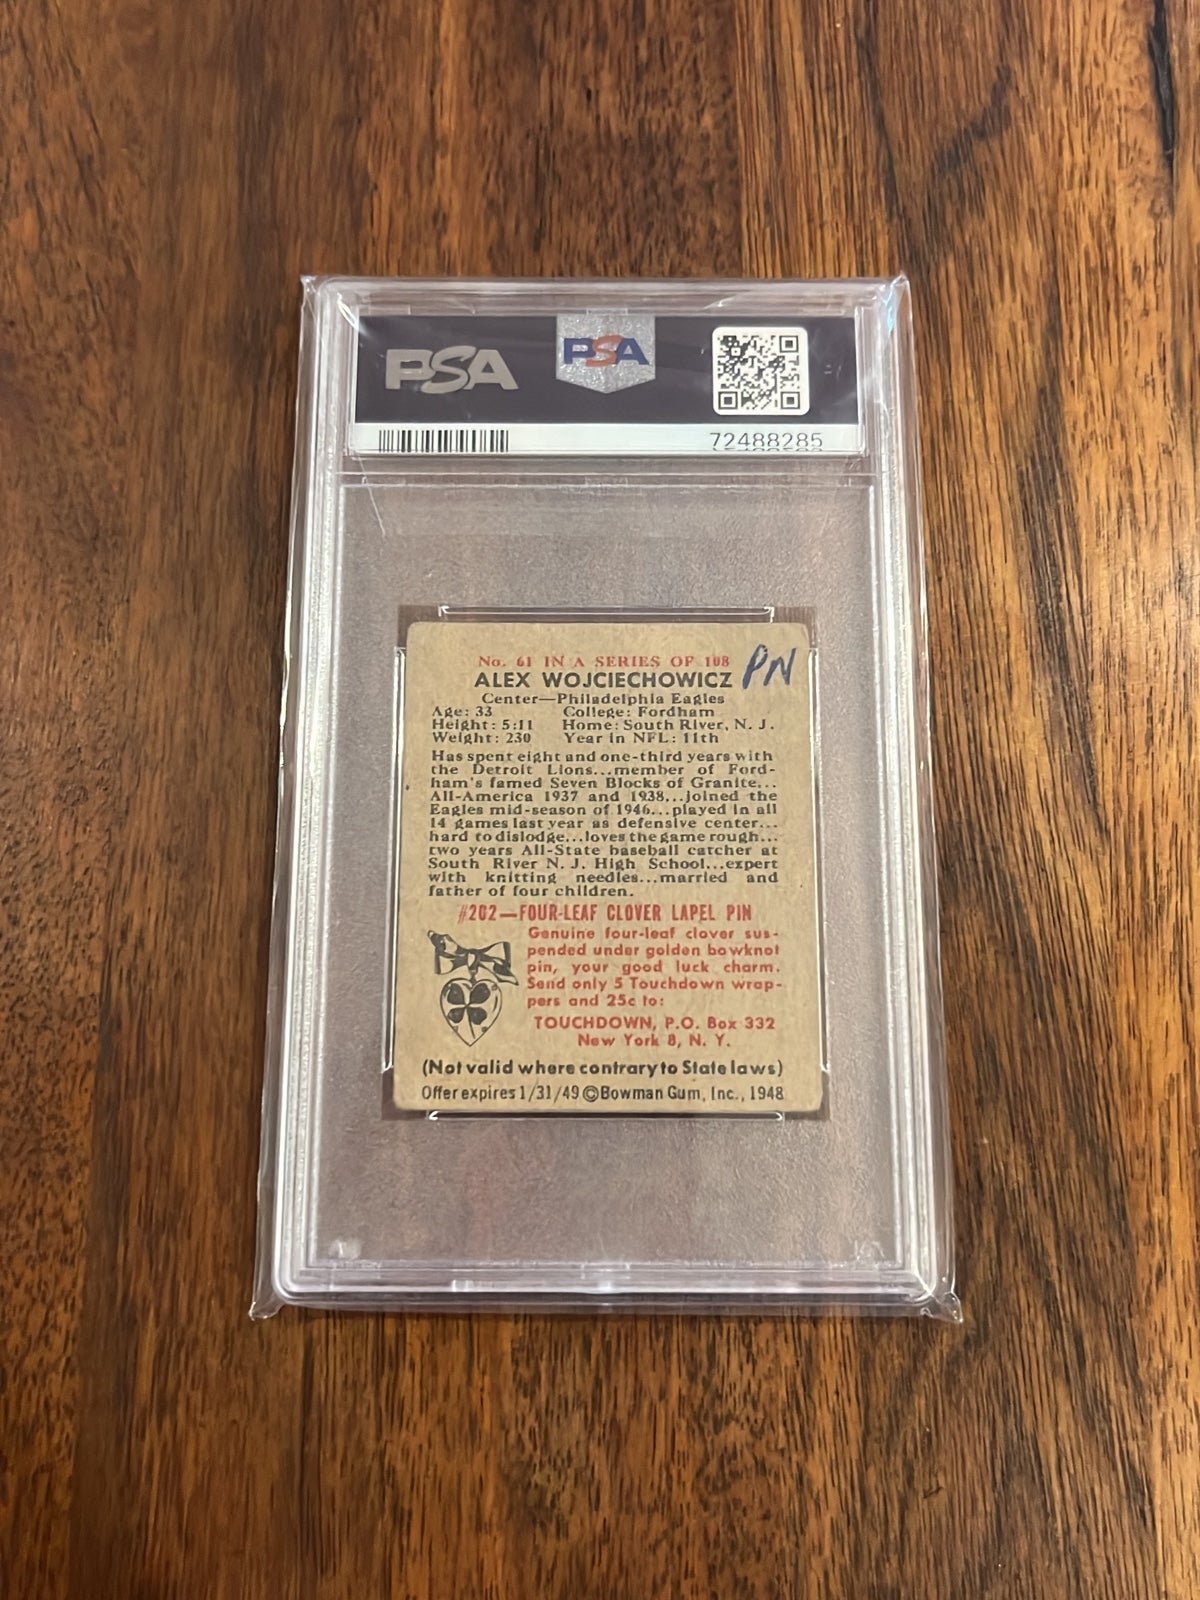 PSA
PSA
72488285
No. 61 IN A SERIES OF 108
ALEX WOJCIECHOWICZ PN
Center—Philadelphia Eagles
Age: 33 College: Fordham
Height: 5:11 Home: South River, N. J.
Weight: 230 Year in NFL: 11th
Has spent eight and one-third years with
the Detroit Lions...member of Ford-
ham's famed Seven Blocks of Granite...
All-America 1937 and 1938...joined the
Eagles mid-season of 1946...played in all
14 games last year as defensive center...
hard to dislodge...loves the game rough...
two years All-State baseball catcher at
South River N. J. High School...expert
with knitting needles...married and
father of four children.
#202—FOUR-LEAF CLOVER LAPEL PIN
Genuine four-leaf clover sus-
pended under golden bowknot
pin, your good luck charm.
Send only 5 Touchdown wrap-
pers and 25c to:
TOUCHDOWN, P.O. Box 332
New York 8, N. Y.
(Not valid where contrary to State laws)
Offer expires 1/31/49 ©Bowman Gum, Inc., 1948